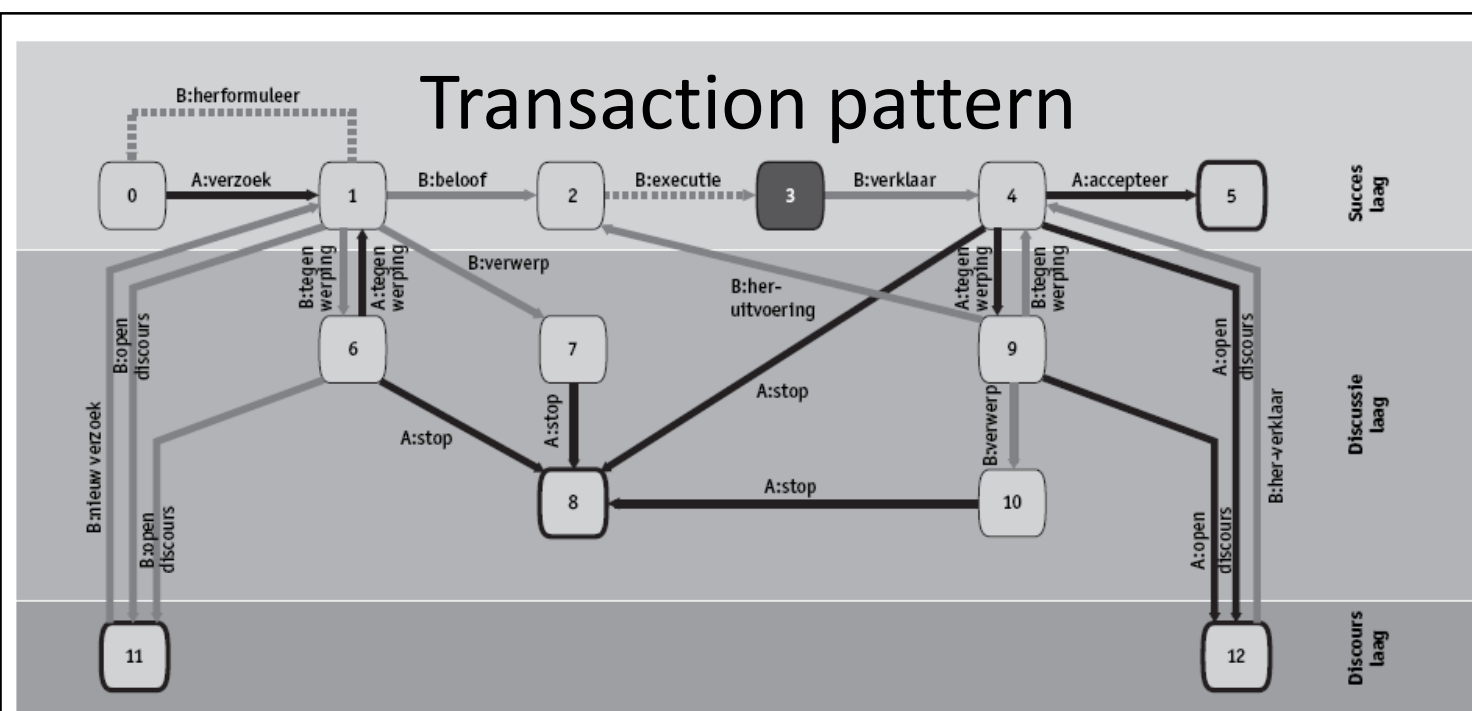 Transaction pattern
B:herformuleer
0
A:verzoek
1
B:beloof
2
B:executie
3
B:verklaar
4
A:accepteer
5
Succes
laag
B:tegen
werping
A:tegen
werping
B:verwerp
B:her-
uitvoering
A:tegen
werping
B:tegen
werping
B:open
discours
6
7
9
A:open
discours
A:stop
A:stop
A:stop
B:verwerp
B:nieuw verzoek
B:her-verklaar
Discussie
laag
8
A:stop
10
B:open
discours
A:open
discours
11
12
Discours
laag